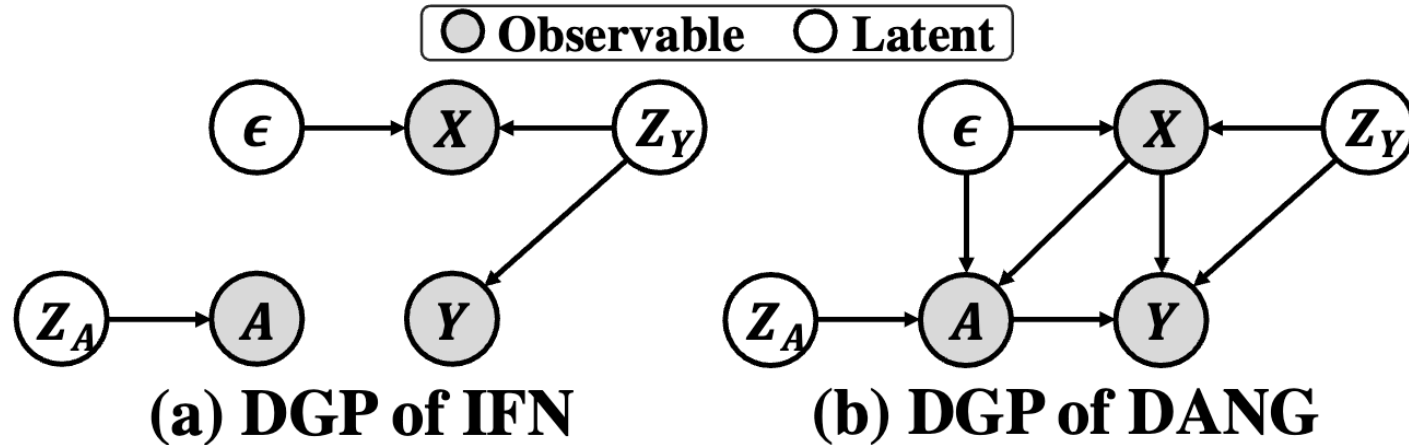 Observable Latent
ϵ X Z_Y ϵ X Z_Y
Z_A A Y Z_A A Y
(a) DGP of IFN (b) DGP of DANG